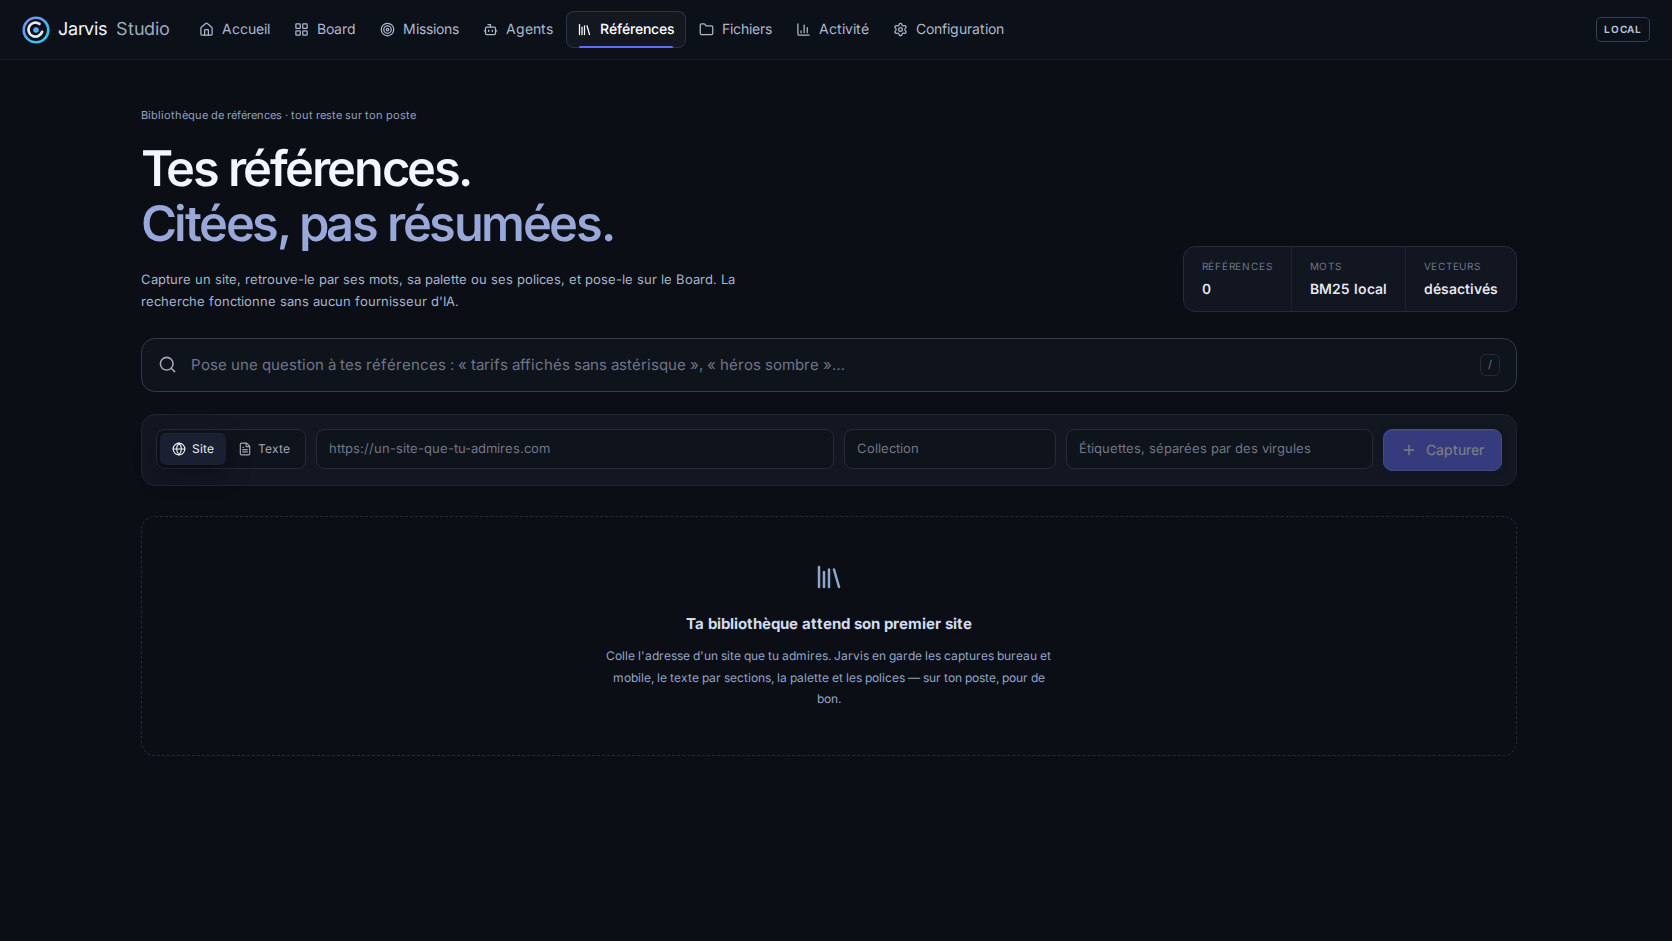 Jarvis Studio
Accueil
Board
Missions
Agents
Références
Fichiers
Activité
Configuration
LOCAL
Bibliothèque de références · tout reste sur ton poste
Tes références.
Citées, pas résumées.
Capture un site, retrouve-le par ses mots, sa palette ou ses polices, et pose-le sur le Board. La
recherche fonctionne sans aucun fournisseur d'IA.
RÉFÉRENCES
0
MOTS
BM25 local
VECTEURS
désactivés
Pose une question à tes références : « tarifs affichés sans astérisque », « héros sombre »…
/
Site
Texte
https://un-site-que-tu-admires.com
Collection
Étiquettes, séparées par des virgules
Capturer
Ta bibliothèque attend son premier site
Colle l'adresse d'un site que tu admires. Jarvis en garde les captures bureau et
mobile, le texte par sections, la palette et les polices — sur ton poste, pour de
bon.